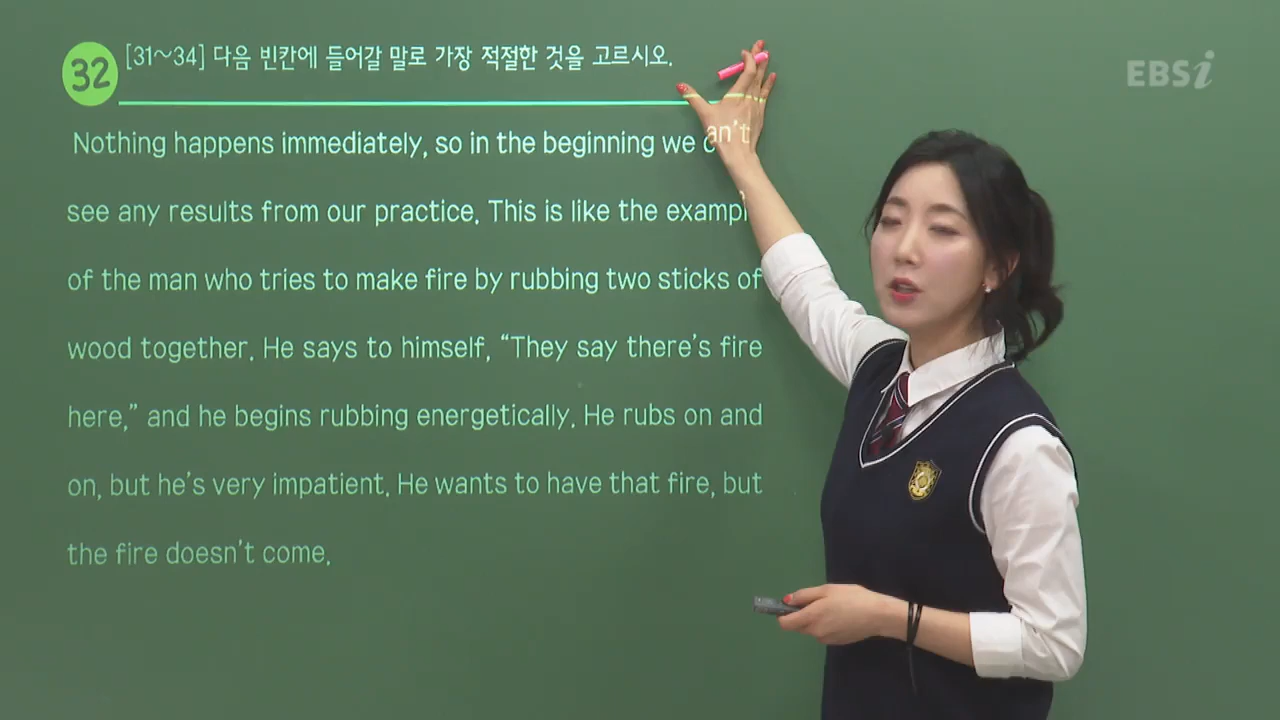 32 [31~34] 다음 빈칸에 들어갈 말로 가장 적절한 것을 고르시오.
EBSi
Nothing happens immediately, so in the beginning we can't
see any results from our practice. This is like the
of the man who tries to make fire by rubbing two sticks of
wood together. He says to himself, “They say there's fire
here,” and he begins rubbing energetically. He rubs on and
on, but he's very impatient. He wants to have that fire, but
the fire doesn't come.